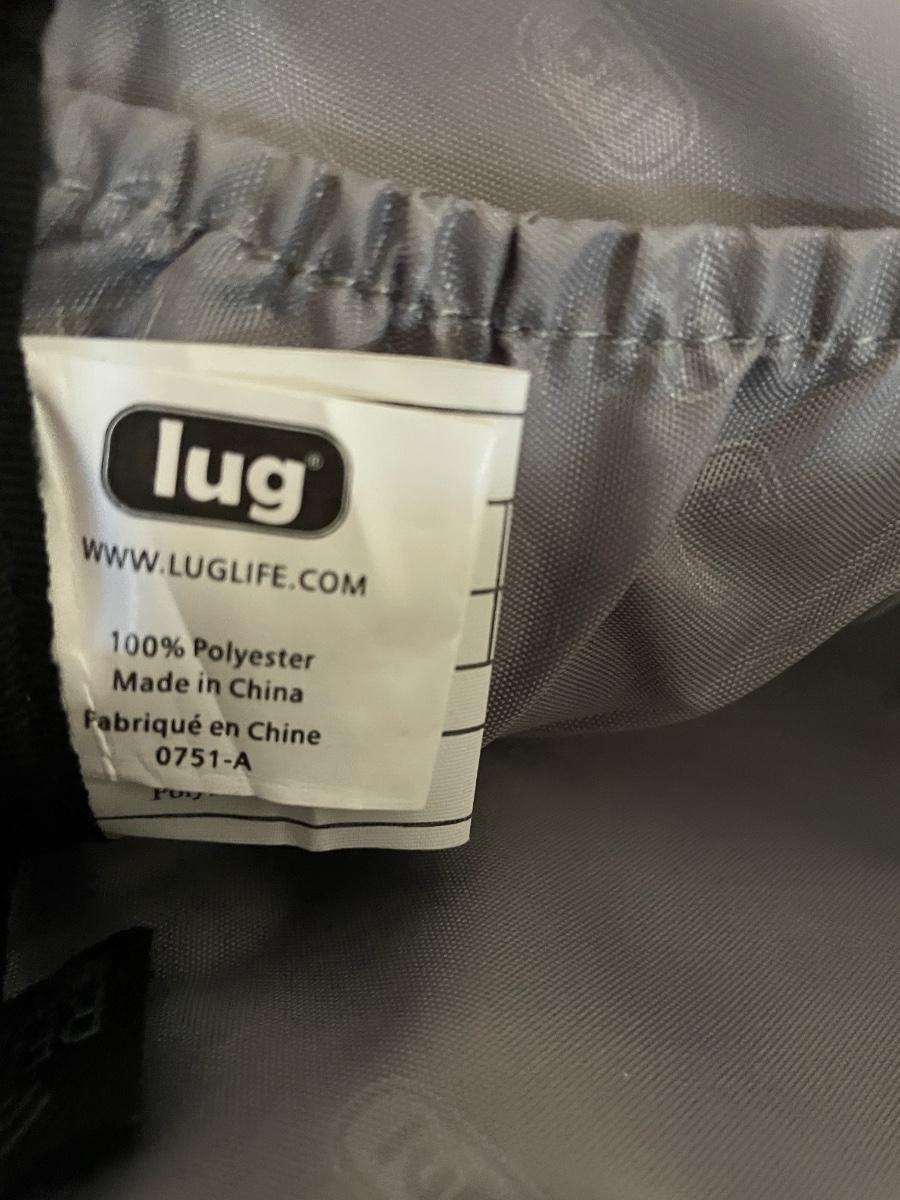 lug®
WWW.LUGLIFE.COM
100% Polyester
Made in China
Fabriqué en Chine
0751-A